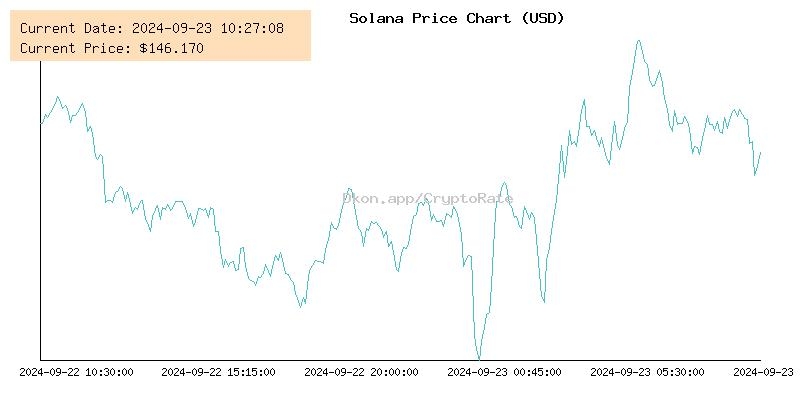 Solana Price Chart (USD)
Current Date: 2024-09-23 10:27:08
Current Price: $146.170
Dkon.app/CryptoRate
2024-09-22 10:30:00 2024-09-22 15:15:00 2024-09-22 20:00:00 2024-09-23 00:45:00 2024-09-23 05:30:00 2024-09-23